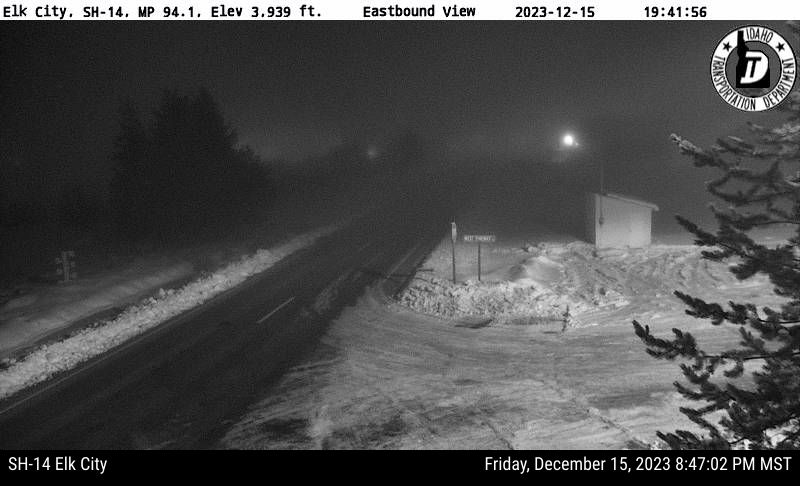 Elk City, SH-14, MP 94.1, Elev 3,939 ft. Eastbound View 2023-12-15 19:41:56
IDAHO
TRANSPORTATION DEPARTMENT
SH-14 Elk City Friday, December 15, 2023 8:47:02 PM MST